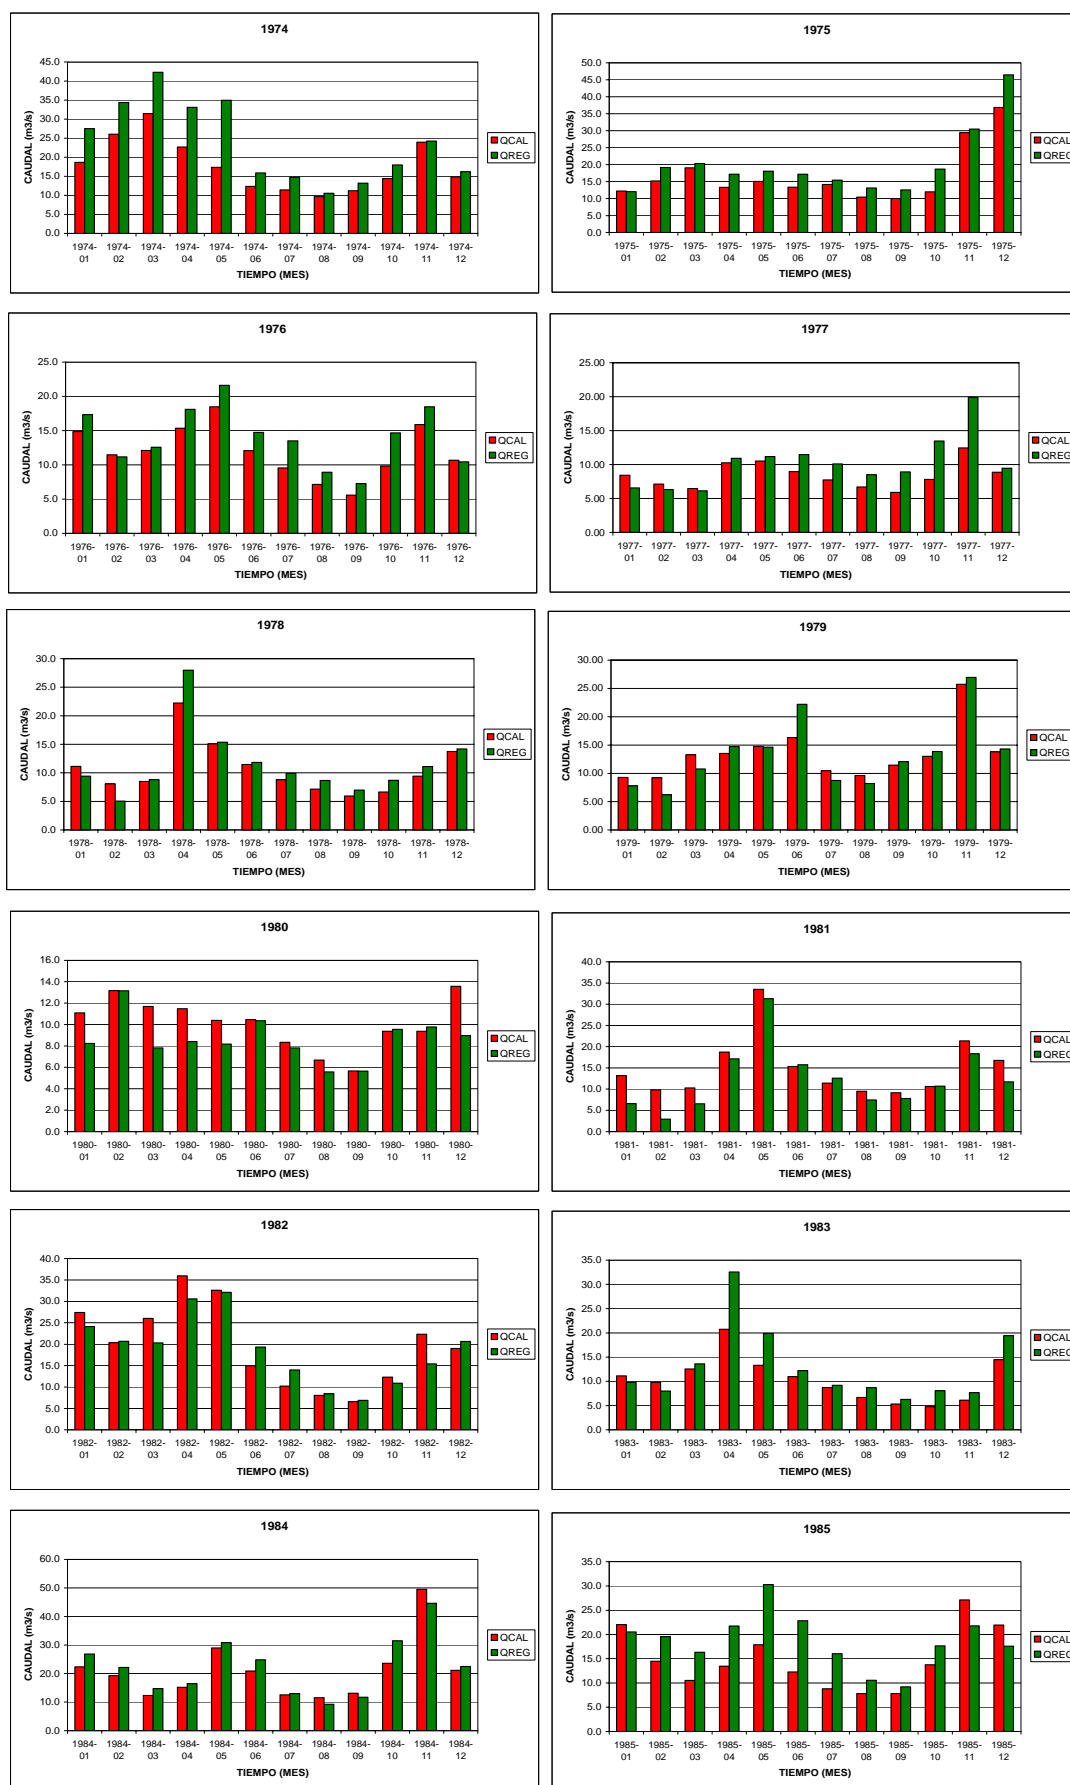 1974
45.0
40.0
35.0
30.0
25.0
20.0
15.0
10.0
5.0
0.0
CAUDAL (m3/s)
1974-01 1974-02 1974-03 1974-04 1974-05 1974-06 1974-07 1974-08 1974-09 1974-10 1974-11 1974-12
TIEMPO (MES)
QCAL
QREG
1975
50.0
45.0
40.0
35.0
30.0
25.0
20.0
15.0
10.0
5.0
0.0
CAUDAL (m3/s)
1975-01 1975-02 1975-03 1975-04 1975-05 1975-06 1975-07 1975-08 1975-09 1975-10 1975-11 1975-12
TIEMPO (MES)
QCAL
QREG
1976
25.0
20.0
15.0
10.0
5.0
0.0
CAUDAL (m3/s)
1976-01 1976-02 1976-03 1976-04 1976-05 1976-06 1976-07 1976-08 1976-09 1976-10 1976-11 1976-12
TIEMPO (MES)
QCAL
QREG
1977
25.00
20.00
15.00
10.00
5.00
0.00
CAUDAL (m3/s)
1977-01 1977-02 1977-03 1977-04 1977-05 1977-06 1977-07 1977-08 1977-09 1977-10 1977-11 1977-12
TIEMPO (MES)
QCAL
QREG
1978
30.0
25.0
20.0
15.0
10.0
5.0
0.0
CAUDAL (m3/s)
1978-01 1978-02 1978-03 1978-04 1978-05 1978-06 1978-07 1978-08 1978-09 1978-10 1978-11 1978-12
TIEMPO (MES)
QCAL
QREG
1979
30.00
25.00
20.00
15.00
10.00
5.00
0.00
CAUDAL (m3/s)
1979-01 1979-02 1979-03 1979-04 1979-05 1979-06 1979-07 1979-08 1979-09 1979-10 1979-11 1979-12
TIEMPO (MES)
QCAL
QREG
1980
16.0
14.0
12.0
10.0
8.0
6.0
4.0
2.0
0.0
CAUDAL (m3/s)
1980-01 1980-02 1980-03 1980-04 1980-05 1980-06 1980-07 1980-08 1980-09 1980-10 1980-11 1980-12
TIEMPO (MES)
QCAL
QREG
1981
40.0
35.0
30.0
25.0
20.0
15.0
10.0
5.0
0.0
CAUDAL (m3/s)
1981-01 1981-02 1981-03 1981-04 1981-05 1981-06 1981-07 1981-08 1981-09 1981-10 1981-11 1981-12
TIEMPO (MES)
QCAL
QREG
1982
40.0
35.0
30.0
25.0
20.0
15.0
10.0
5.0
0.0
CAUDAL (m3/s)
1982-01 1982-02 1982-03 1982-04 1982-05 1982-06 1982-07 1982-08 1982-09 1982-10 1982-11 1982-12
TIEMPO (MES)
QCAL
QREG
1983
35.0
30.0
25.0
20.0
15.0
10.0
5.0
0.0
CAUDAL (m3/s)
1983-01 1983-02 1983-03 1983-04 1983-05 1983-06 1983-07 1983-08 1983-09 1983-10 1983-11 1983-12
TIEMPO (MES)
QCAL
QREG
1984
60.0
50.0
40.0
30.0
20.0
10.0
0.0
CAUDAL (m3/s)
1984-01 1984-02 1984-03 1984-04 1984-05 1984-06 1984-07 1984-08 1984-09 1984-10 1984-11 1984-12
TIEMPO (MES)
QCAL
QREG
1985
35.0
30.0
25.0
20.0
15.0
10.0
5.0
0.0
CAUDAL (m3/s)
1985-01 1985-02 1985-03 1985-04 1985-05 1985-06 1985-07 1985-08 1985-09 1985-10 1985-11 1985-12
TIEMPO (MES)
QCAL
QREG